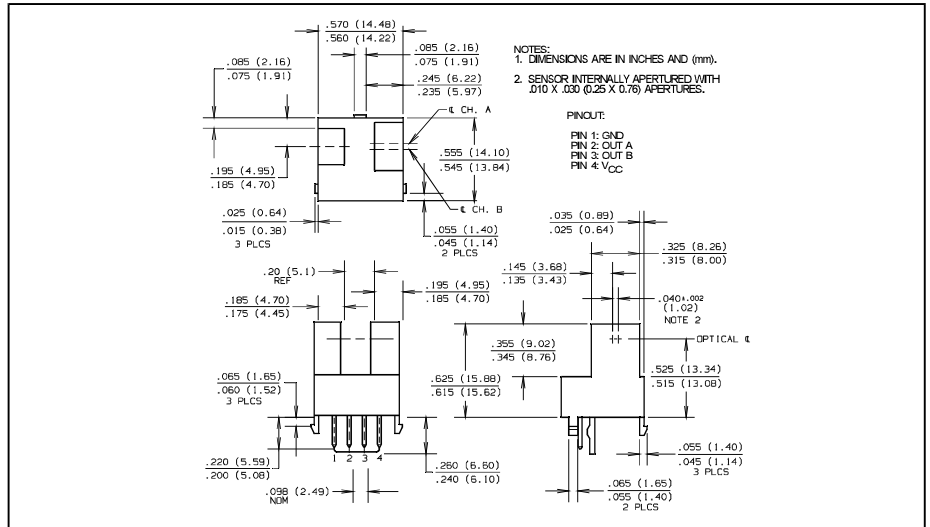 .570 (14.48)
.560 (14.22)
.085 (2.16)
.075 (1.91)
.085 (2.16)
.075 (1.91)
.245 (6.22)
.235 (5.97)
NOTES:
1. DIMENSIONS ARE IN INCHES AND (mm).
2. SENSOR INTERNALLY APERTURED WITH
.010 X .030 (0.25 X 0.76) APERTURES.
℄ CH. A
PINOUT:
PIN 1: GND
PIN 2: OUT A
PIN 3: OUT B
PIN 4: VCC
.555 (14.10)
.545 (13.84)
.195 (4.95)
.185 (4.70)
℄ CH. B
.025 (0.64)
.015 (0.38)
3 PLCS
.055 (1.40)
.045 (1.14)
2 PLCS
.035 (0.89)
.025 (0.64)
.325 (8.26)
.315 (8.00)
.20 (5.1)
REF
.145 (3.68)
.135 (3.43)
.195 (4.95)
.185 (4.70)
.185 (4.70)
.175 (4.45)
.040±.002
(1.02)
NOTE 2
OPTICAL ℄
.355 (9.02)
.345 (8.76)
.525 (13.34)
.515 (13.08)
.625 (15.88)
.615 (15.62)
.065 (1.65)
.060 (1.52)
3 PLCS
1 2 3 4
.220 (5.59)
.200 (5.08)
.260 (6.60)
.240 (6.10)
.055 (1.40)
.045 (1.14)
3 PLCS
.098 (2.49)
NOM
.065 (1.65)
.055 (1.40)
2 PLCS